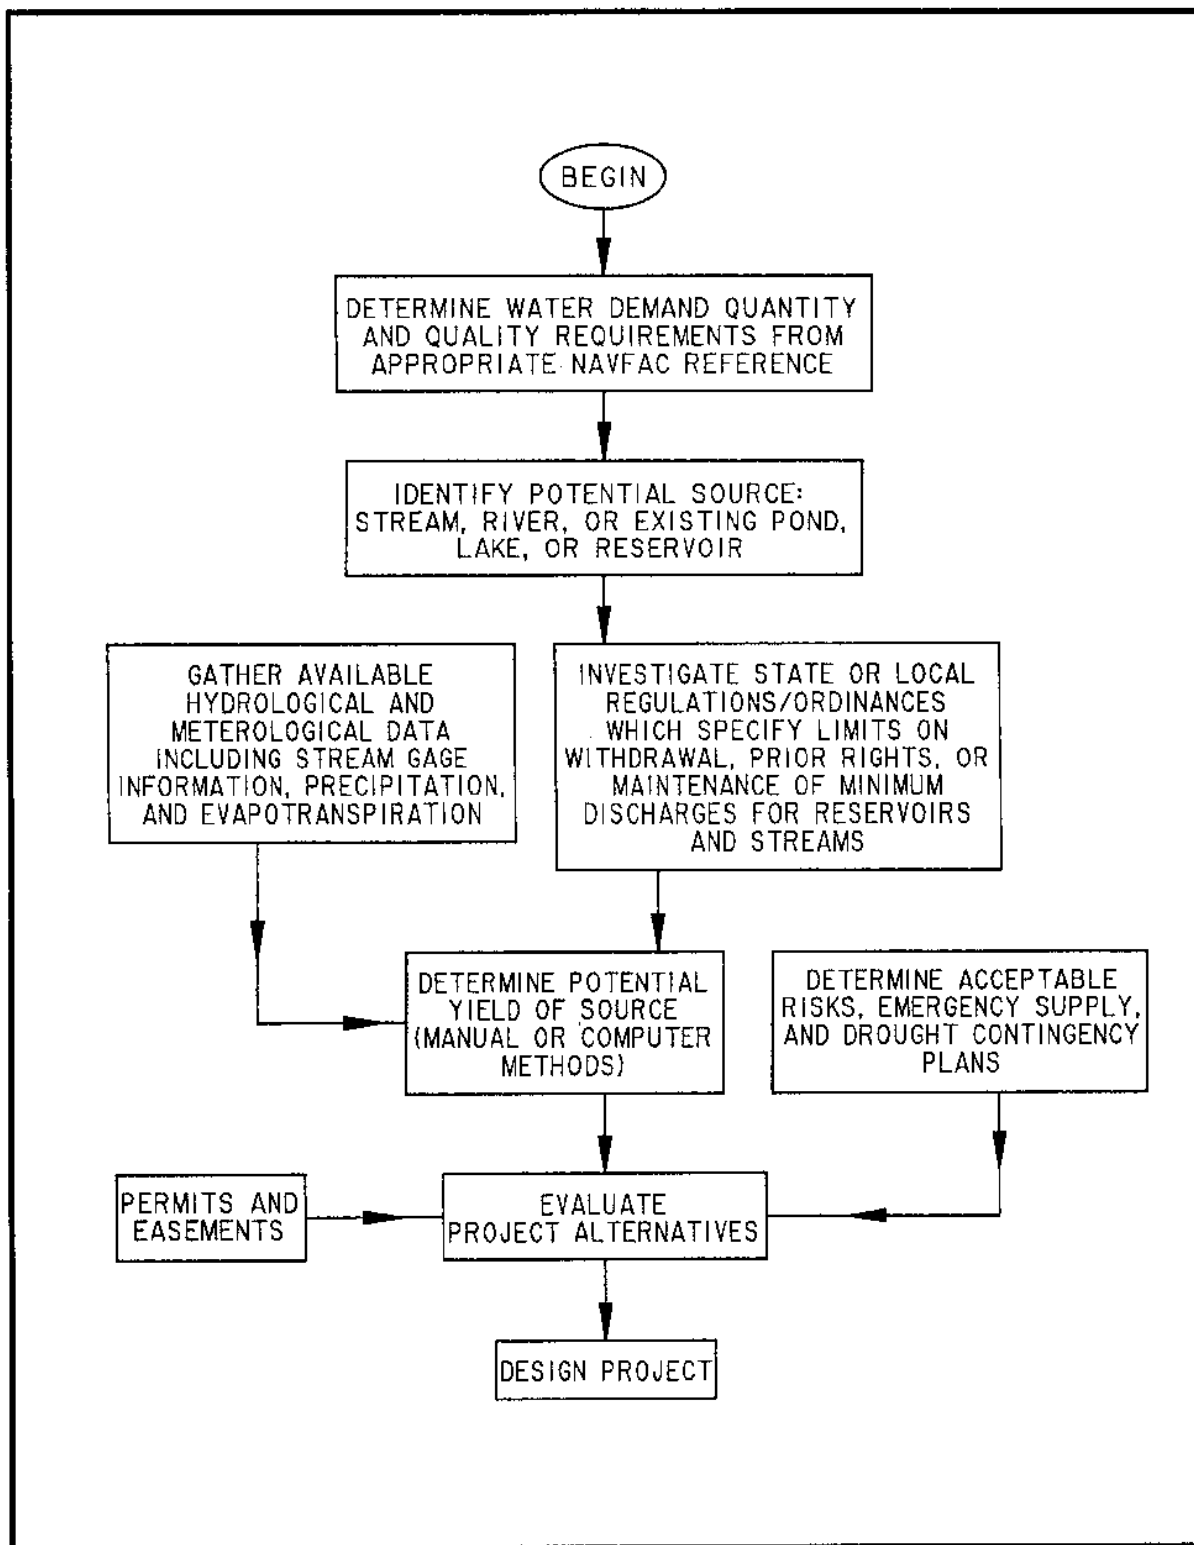 BEGIN
DETERMINE WATER DEMAND QUANTITY
AND QUALITY REQUIREMENTS FROM
APPROPRIATE NAVFAC REFERENCE
IDENTIFY POTENTIAL SOURCE:
STREAM, RIVER, OR EXISTING POND,
LAKE, OR RESERVOIR
GATHER AVAILABLE
HYDROLOGICAL AND
METEROLOGICAL DATA
INCLUDING STREAM GAGE
INFORMATION, PRECIPITATION,
AND EVAPOTRANSPIRATION
INVESTIGATE STATE OR LOCAL
REGULATIONS/ORDINANCES
WHICH SPECIFY LIMITS ON
WITHDRAWAL, PRIOR RIGHTS, OR
MAINTENANCE OF MINIMUM
DISCHARGES FOR RESERVOIRS
AND STREAMS
DETERMINE POTENTIAL
YIELD OF SOURCE
(MANUAL OR COMPUTER
METHODS)
DETERMINE ACCEPTABLE
RISKS, EMERGENCY SUPPLY,
AND DROUGHT CONTINGENCY
PLANS
PERMITS AND
EASEMENTS
EVALUATE
PROJECT ALTERNATIVES
DESIGN PROJECT